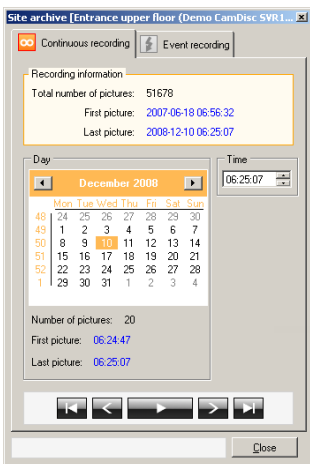 Site archive [Entrance upper floor (Demo CamDisc SVR1...
Continuous recording
Event recording
Recording information
Total number of pictures: 51678
First picture: 2007-06-18 06:56:32
Last picture: 2008-12-10 06:25:07
Day
Time
December 2008
06:25:07
Mon Tue Wed Thu Fri Sat Sun
48 24 25 26 27 28 29 30
49 1 2 3 4 5 6 7
50 8 9 10 11 12 13 14
51 15 16 17 18 19 20 21
52 22 23 24 25 26 27 28
1 29 30 31 1 2 3 4
Number of pictures: 20
First picture: 06:24:47
Last picture: 06:25:07
Close